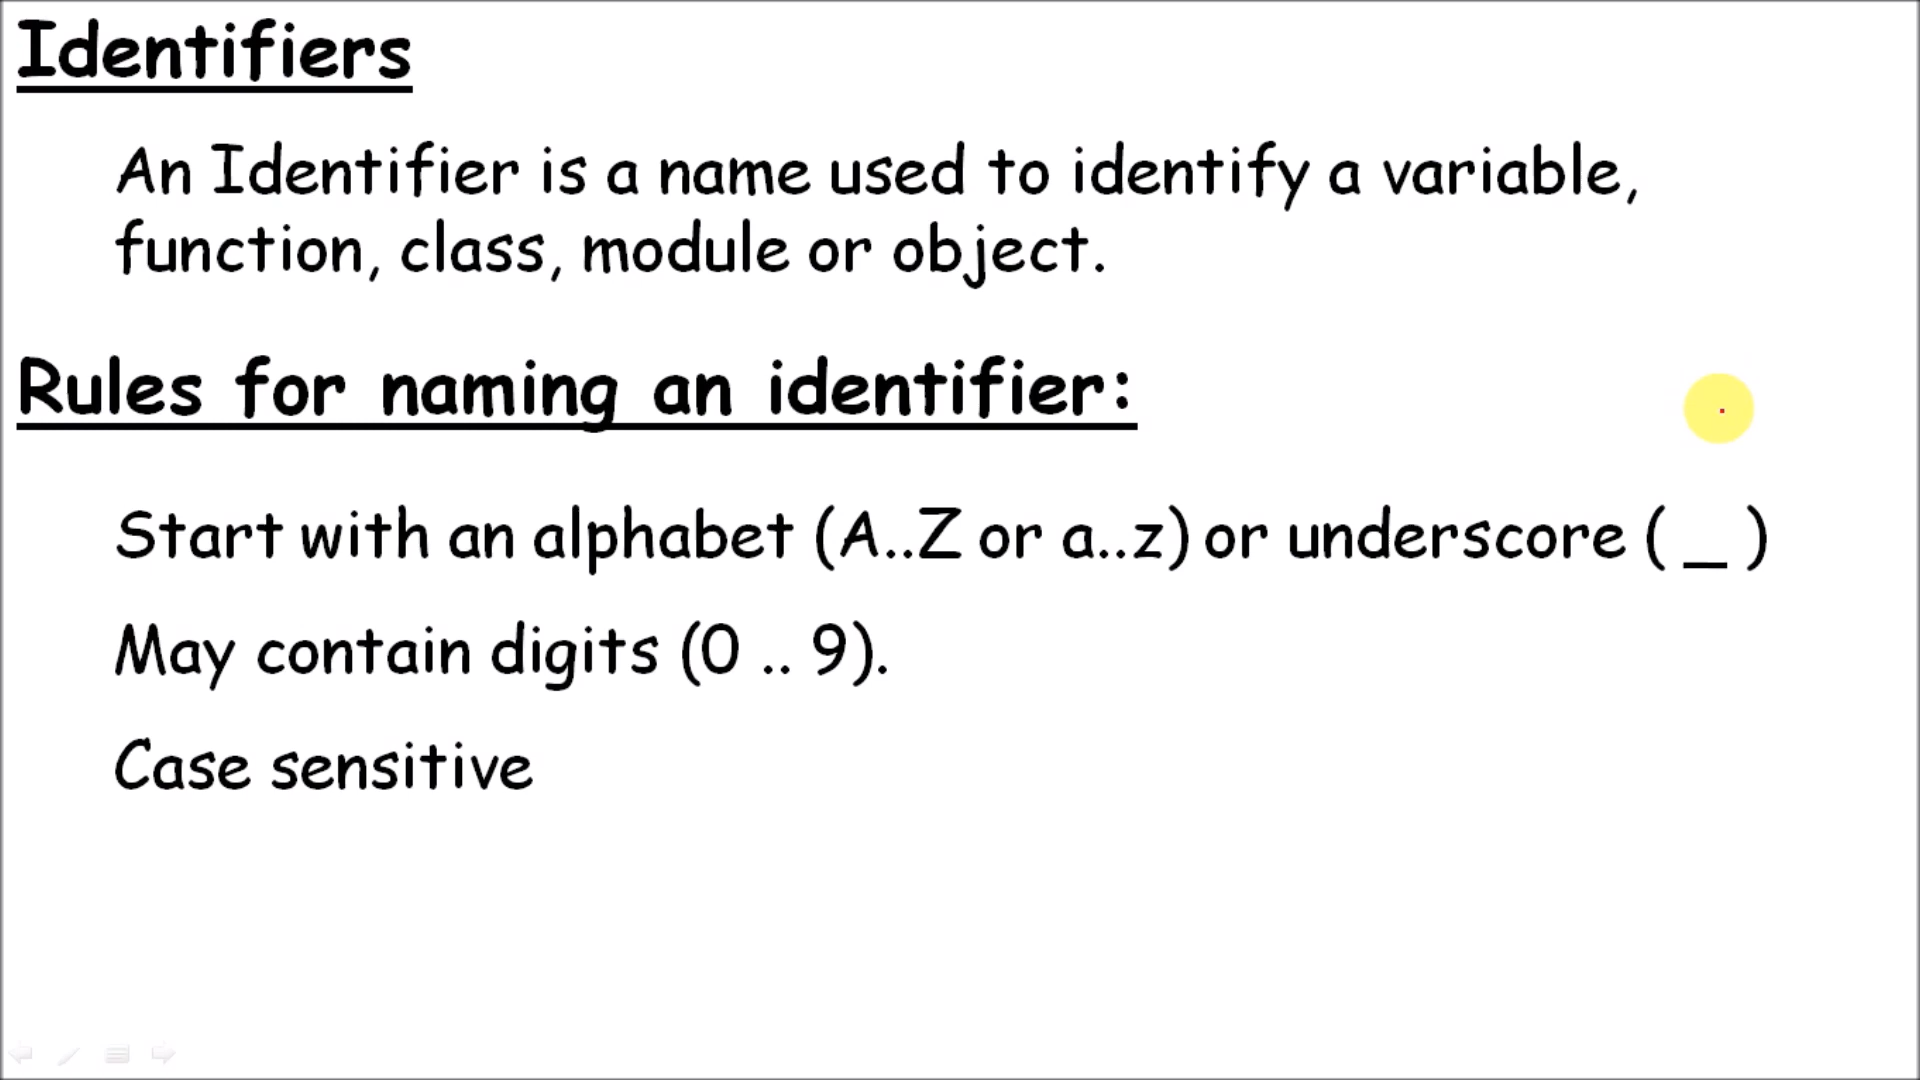 Identifiers
An Identifier is a name used to identify a variable,
function, class, module or object.
Rules for naming an identifier:
Start with an alphabet (A..Z or a..z) or underscore ( _ )
May contain digits (0 .. 9).
Case sensitive